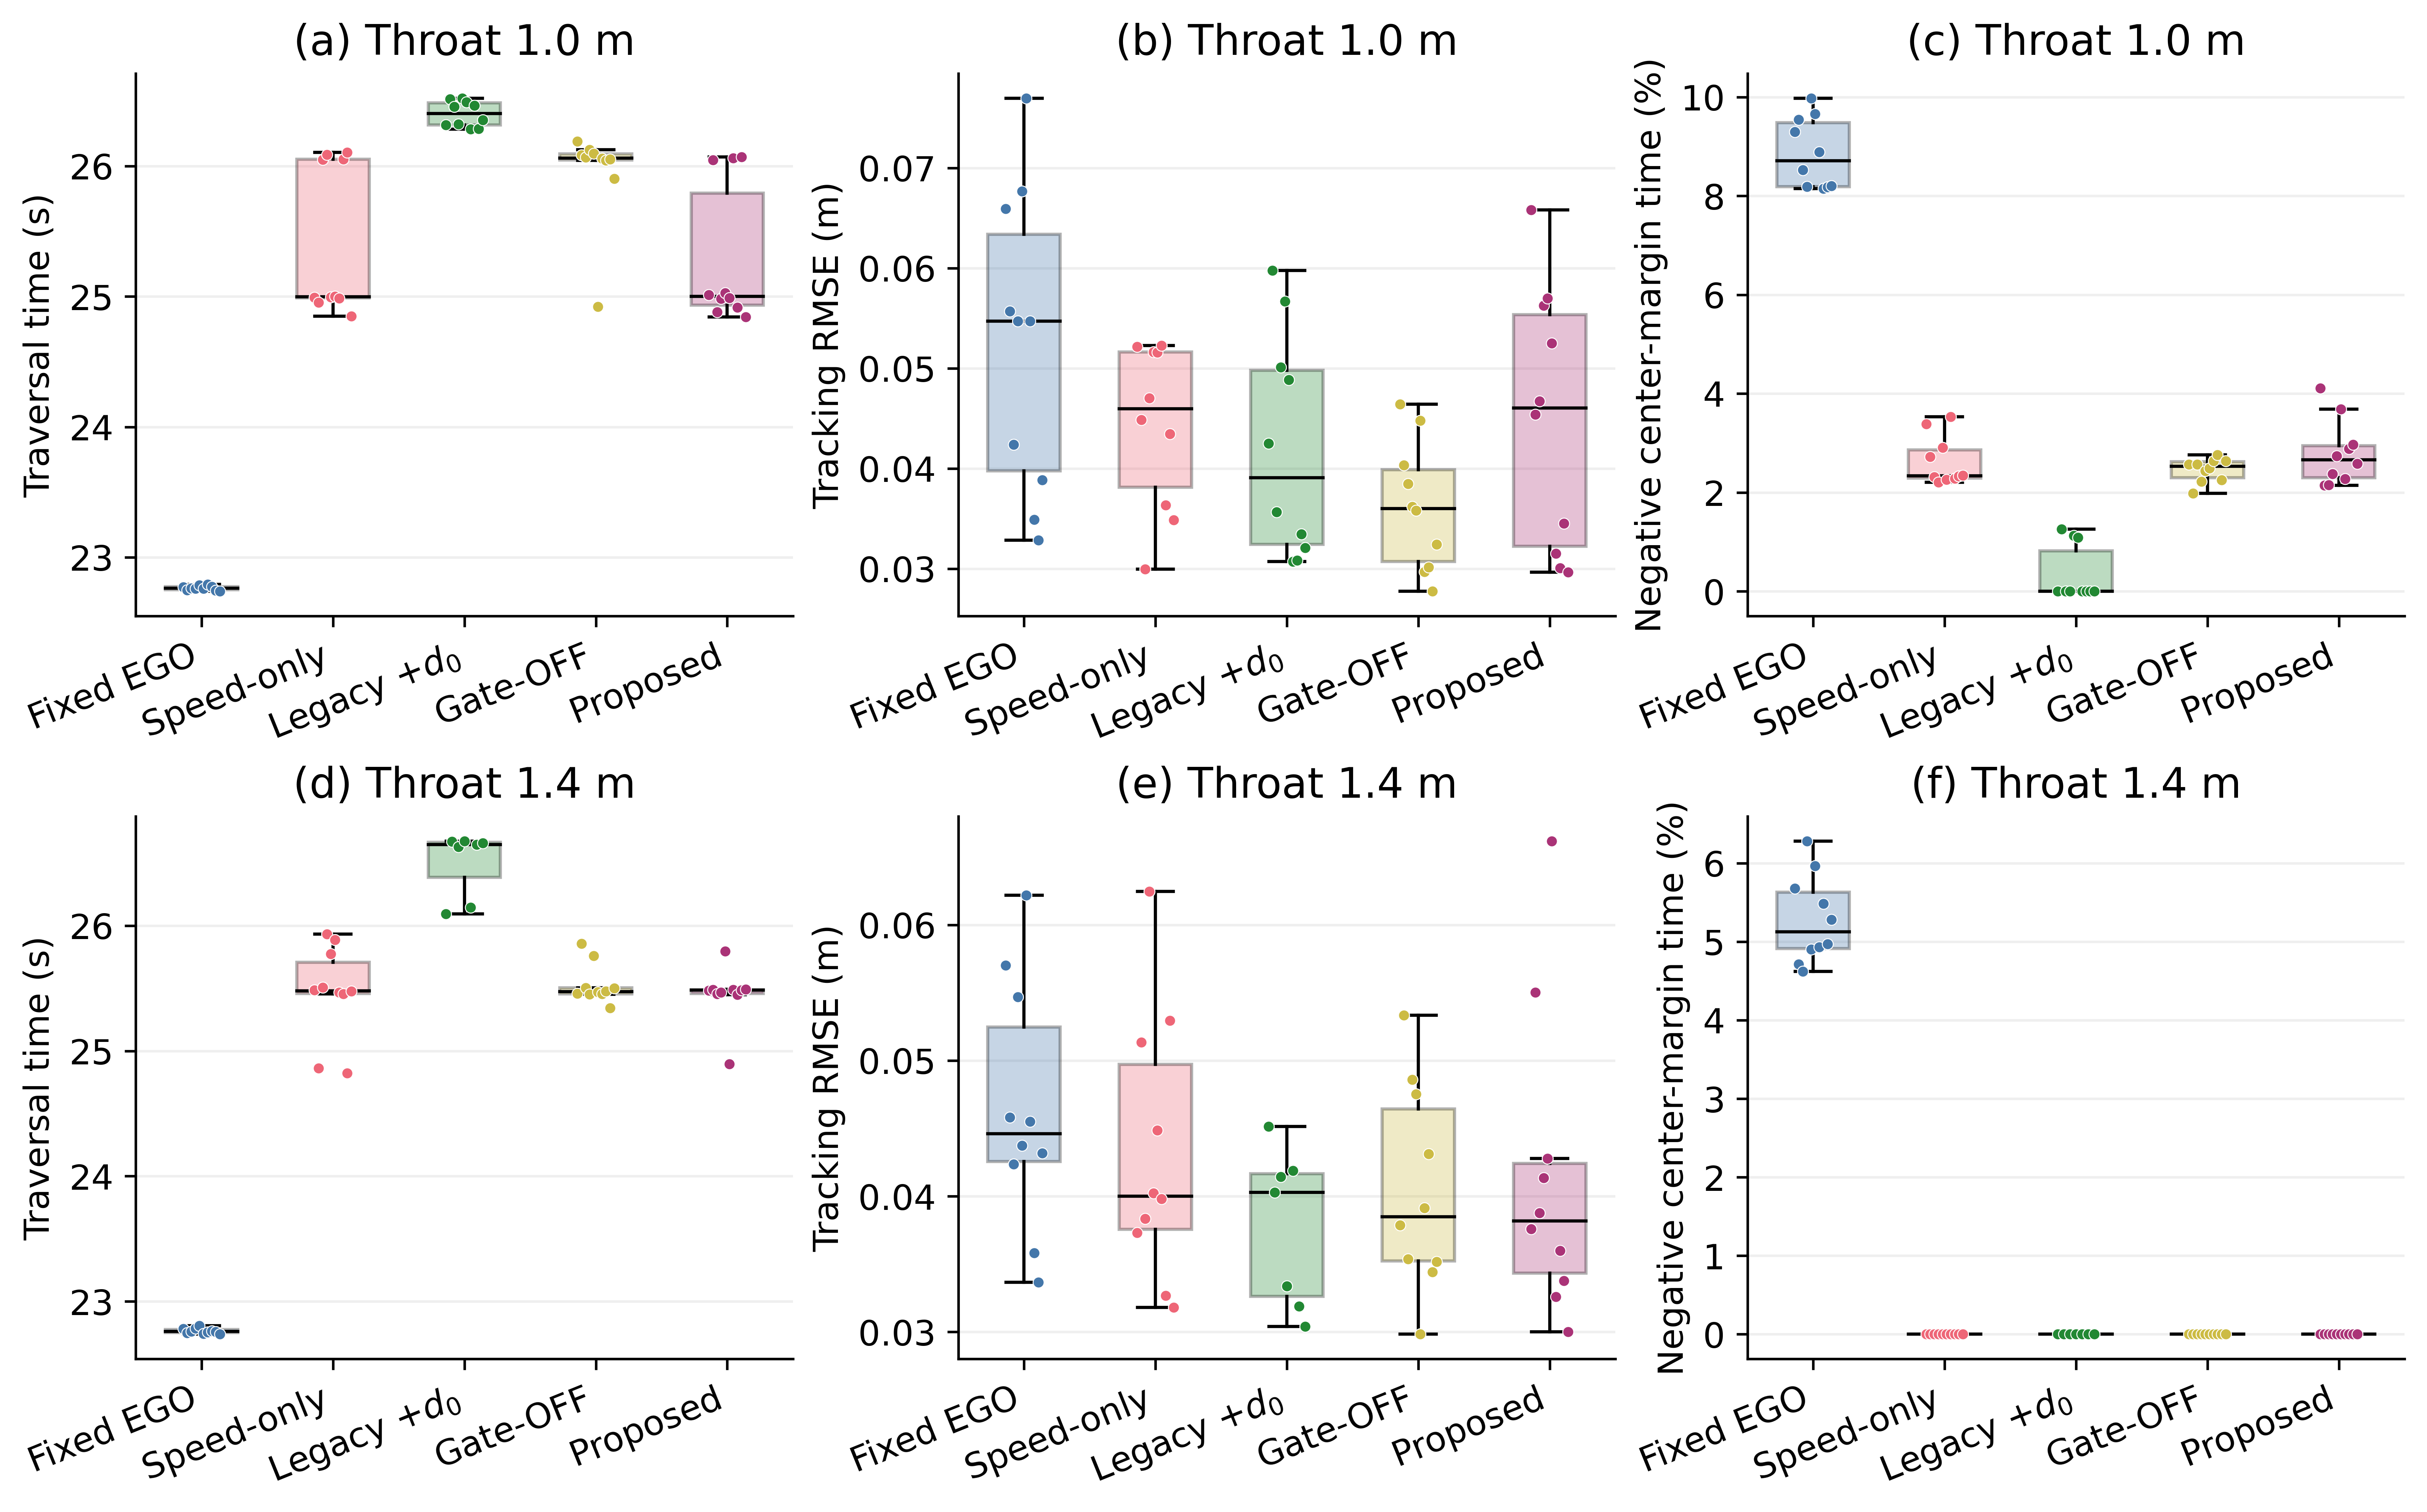 (a) Throat 1.0 m
Traversal time (s)
26
25
24
23
Fixed EGO
Speed-only
Legacy +d₀
Gate-OFF
Proposed
(b) Throat 1.0 m
Tracking RMSE (m)
0.07
0.06
0.05
0.04
0.03
Fixed EGO
Speed-only
Legacy +d₀
Gate-OFF
Proposed
(c) Throat 1.0 m
Negative center-margin time (%)
10
8
6
4
2
0
Fixed EGO
Speed-only
Legacy +d₀
Gate-OFF
Proposed
(d) Throat 1.4 m
Traversal time (s)
26
25
24
23
Fixed EGO
Speed-only
Legacy +d₀
Gate-OFF
Proposed
(e) Throat 1.4 m
Tracking RMSE (m)
0.06
0.05
0.04
0.03
Fixed EGO
Speed-only
Legacy +d₀
Gate-OFF
Proposed
(f) Throat 1.4 m
Negative center-margin time (%)
6
5
4
3
2
1
0
Fixed EGO
Speed-only
Legacy +d₀
Gate-OFF
Proposed